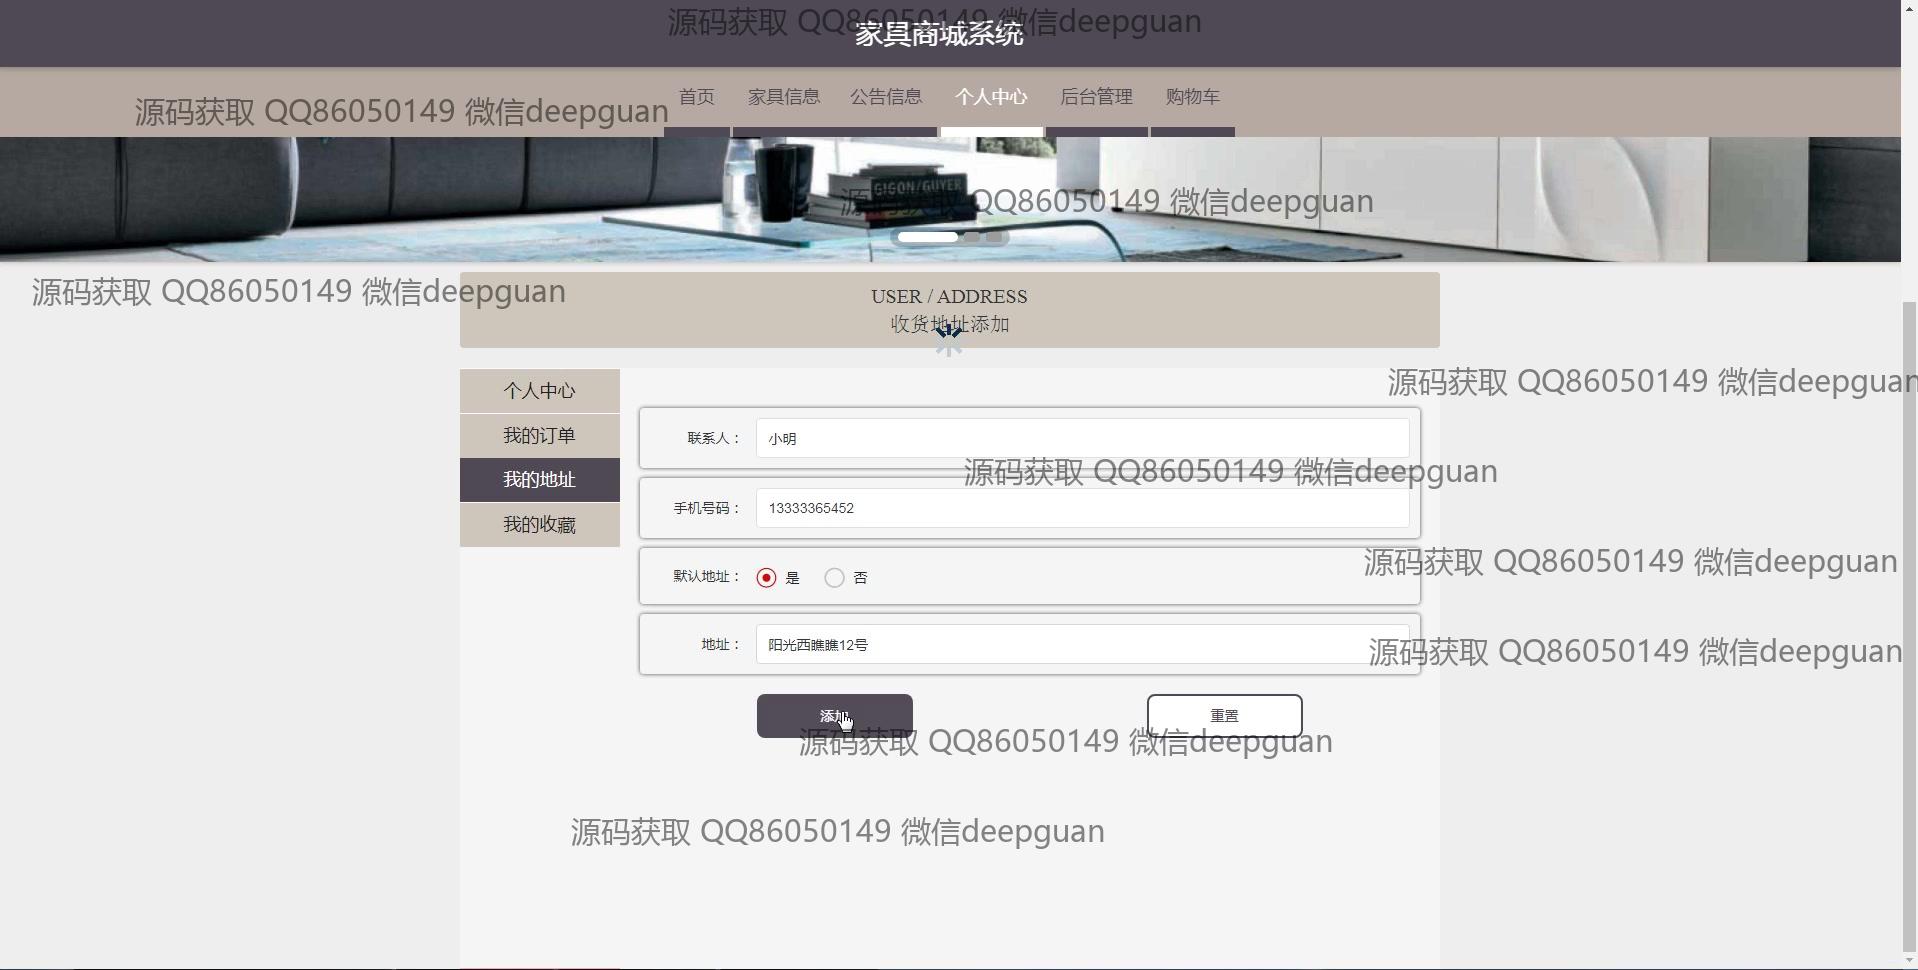 源码获取 QQ86050149 微信deepguan
家具商城系统
首页 家具信息 公告信息 个人中心 后台管理 购物车
源码获取 QQ86050149 微信deepguan
GIGON/GUYER
源码获取 QQ86050149 微信deepguan
源码获取 QQ86050149 微信deepguan
USER / ADDRESS
收货地址添加
源码获取 QQ86050149 微信deepguan
个人中心
我的订单
我的地址
我的收藏
联系人： 小明
源码获取 QQ86050149 微信deepguan
手机号码： 13333365452
源码获取 QQ86050149 微信deepguan
默认地址： 是 否
地址： 阳光西瞧瞧12号
源码获取 QQ86050149 微信deepguan
添加 重置
源码获取 QQ86050149 微信deepguan
源码获取 QQ86050149 微信deepguan